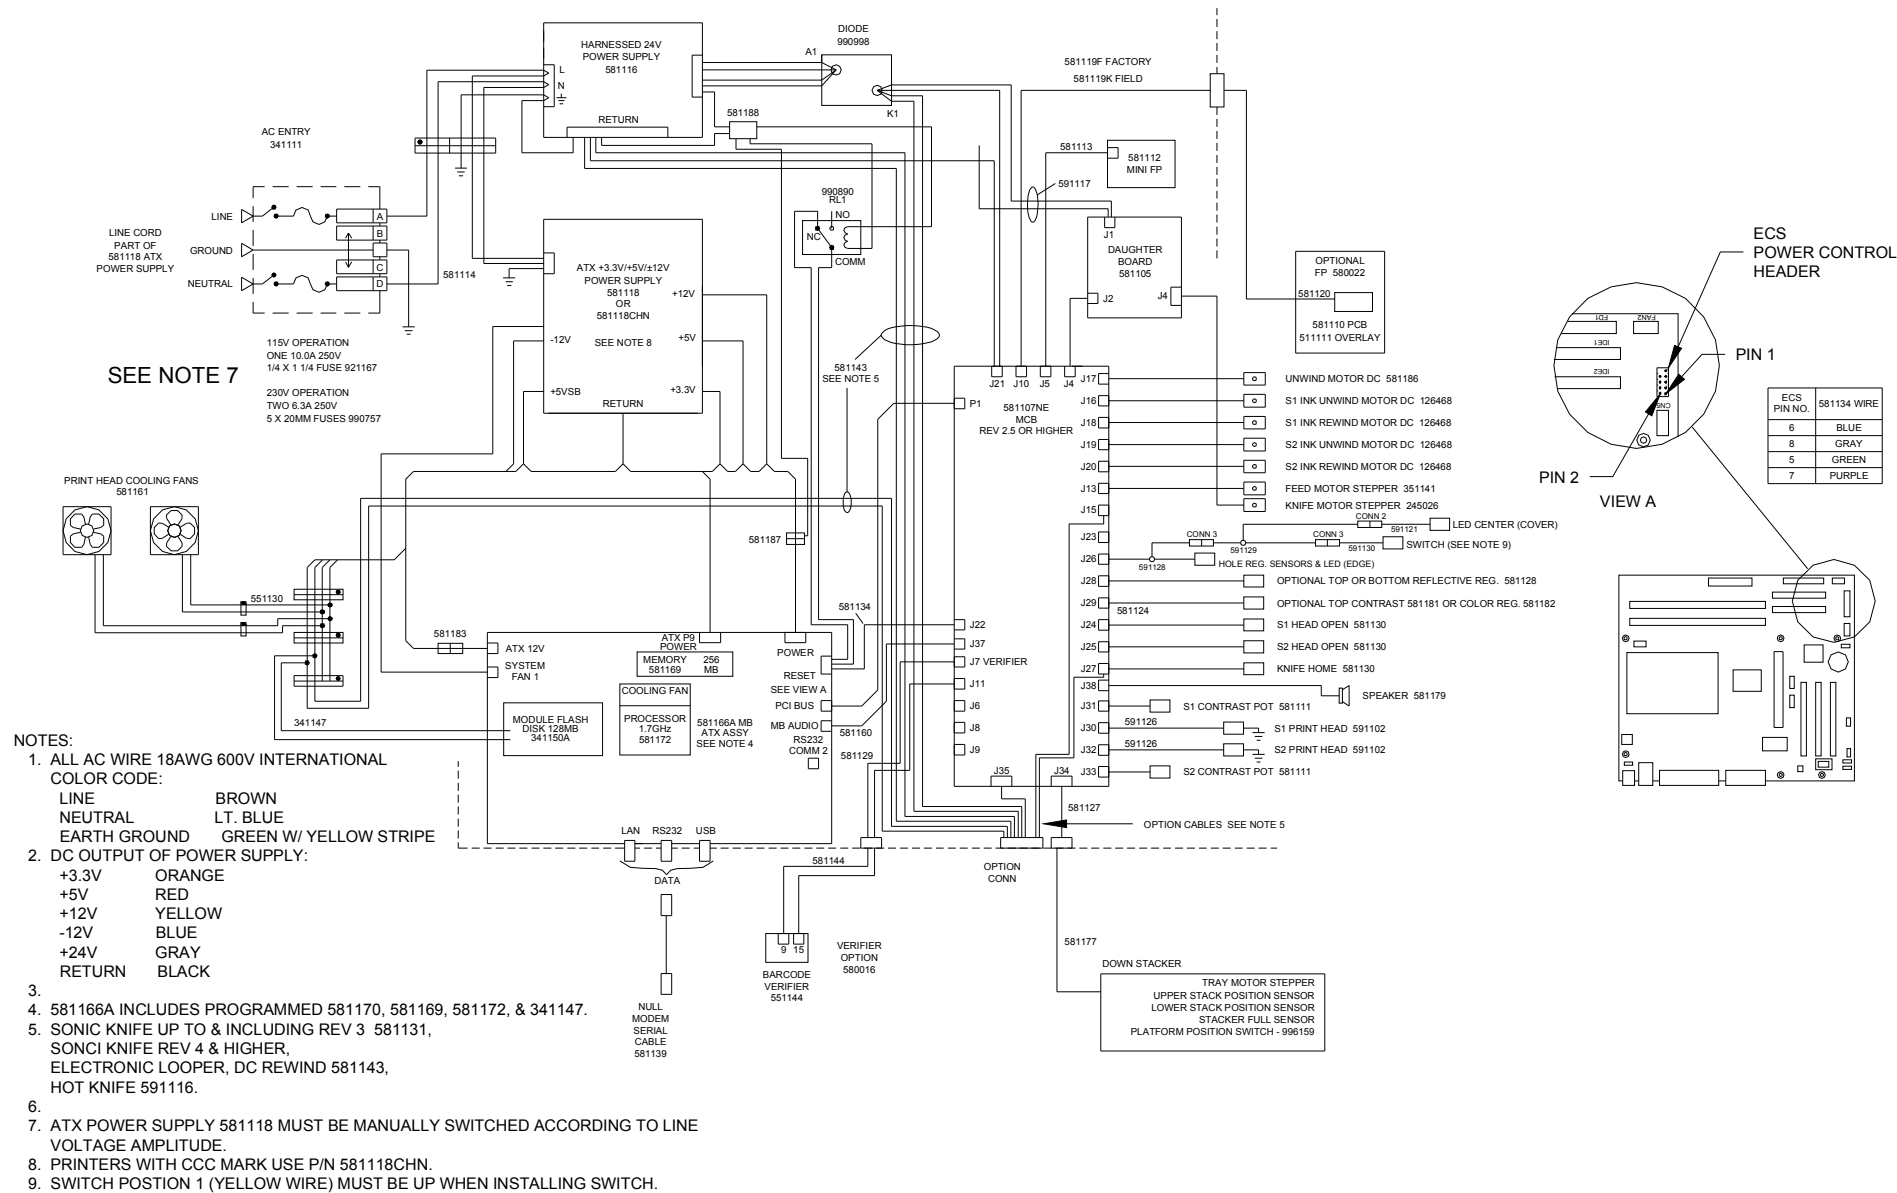 HARNESSED 24V
POWER SUPPLY
581116
L
N
RETURN
A1
DIODE
990998
K1
581188
581119F FACTORY
581119K FIELD
AC ENTRY
341111
LINE
GROUND
NEUTRAL
LINE CORD
PART OF
581118 ATX
POWER SUPPLY
A
B
C
D
581114
SEE NOTE 7
115V OPERATION
ONE 10.0A 250V
1/4 X 1 1/4 FUSE 921167
230V OPERATION
TWO 6.3A 250V
5 X 20MM FUSES 990757
ATX +3.3V/+5V/±12V
POWER SUPPLY
581118
OR
581118CHN
SEE NOTE 8
+12V
-12V
+5V
+5VSB
+3.3V
RETURN
990890
RL1
NO
NC
COMM
581113
581112
MINI FP
591117
J1
DAUGHTER
BOARD
581105
J2
J4
OPTIONAL
FP 580022
581120
581110 PCB
511111 OVERLAY
581143
SEE NOTE 5
J21
J10
J5
J4
P1
581107NE
MCB
REV 2.5 OR HIGHER
J17
UNWIND MOTOR DC 581186
J16
S1 INK UNWIND MOTOR DC 126468
J18
S1 INK REWIND MOTOR DC 126468
J19
S2 INK UNWIND MOTOR DC 126468
J20
S2 INK REWIND MOTOR DC 126468
J13
FEED MOTOR STEPPER 351141
J15
KNIFE MOTOR STEPPER 245026
CONN 2
591121
LED CENTER (COVER)
J23
CONN 3
591129
CONN 3
591130
SWITCH (SEE NOTE 9)
J26
591128
HOLE REG. SENSORS & LED (EDGE)
J28
OPTIONAL TOP OR BOTTOM REFLECTIVE REG. 581128
J29
581124
OPTIONAL TOP CONTRAST 581181 OR COLOR REG. 581182
J24
S1 HEAD OPEN 581130
J25
S2 HEAD OPEN 581130
J27
KNIFE HOME 581130
J38
SPEAKER 581179
J31
S1 CONTRAST POT 581111
J30
591126
S1 PRINT HEAD 591102
J32
591126
S2 PRINT HEAD 591102
J33
S2 CONTRAST POT 581111
J22
J37
J7 VERIFIER
J11
J6
J8
J9
J35
J34
581127
OPTION CABLES SEE NOTE 5
OPTION
CONN
PRINT HEAD COOLING FANS
581161
551130
581187
581134
581183
341147
ATX 12V
SYSTEM
FAN 1
ATX P9
POWER
POWER
MEMORY 256
581169 MB
COOLING FAN
PROCESSOR
1.7GHz
581172
MODULE FLASH
DISK 128MB
341150A
RESET
SEE VIEW A
PCI BUS
MB AUDIO
581166A MB
ATX ASSY
SEE NOTE 4
RS232
COMM 2
581160
581129
LAN
RS232
USB
DATA
NULL
MODEM
SERIAL
CABLE
581139
581144
9
15
BARCODE
VERIFIER
551144
VERIFIER
OPTION
580016
581177
DOWN STACKER
TRAY MOTOR STEPPER
UPPER STACK POSITION SENSOR
LOWER STACK POSITION SENSOR
STACKER FULL SENSOR
PLATFORM POSITION SWITCH - 996159
ECS
POWER CONTROL
HEADER
FD1
FAN2
IDE1
IDE2
CN5
PIN 1
PIN 2
VIEW A
ECS
PIN NO.
581134 WIRE
6 BLUE
8 GRAY
5 GREEN
7 PURPLE
NOTES:
1. ALL AC WIRE 18AWG 600V INTERNATIONAL
COLOR CODE:
LINE BROWN
NEUTRAL LT. BLUE
EARTH GROUND GREEN W/ YELLOW STRIPE
2. DC OUTPUT OF POWER SUPPLY:
+3.3V ORANGE
+5V RED
+12V YELLOW
-12V BLUE
+24V GRAY
RETURN BLACK
3.
4. 581166A INCLUDES PROGRAMMED 581170, 581169, 581172, & 341147.
5. SONIC KNIFE UP TO & INCLUDING REV 3 581131,
SONCI KNIFE REV 4 & HIGHER,
ELECTRONIC LOOPER, DC REWIND 581143,
HOT KNIFE 591116.
6.
7. ATX POWER SUPPLY 581118 MUST BE MANUALLY SWITCHED ACCORDING TO LINE
VOLTAGE AMPLITUDE.
8. PRINTERS WITH CCC MARK USE P/N 581118CHN.
9. SWITCH POSTION 1 (YELLOW WIRE) MUST BE UP WHEN INSTALLING SWITCH.